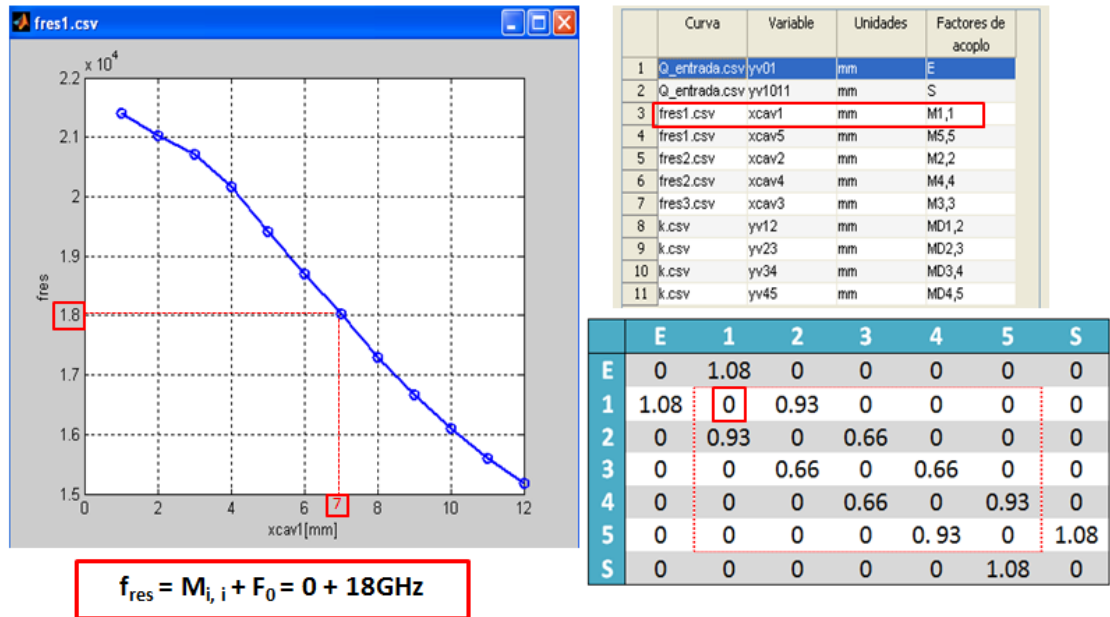 fres1.csv
x 10^4
2.2
2.1
2
1.9
1.8
1.7
1.6
1.5
fres
0 2 4 6 7 8 10 12
xcav1[mm]
f_res = M_i, i + F_0 = 0 + 18GHz
Curva Variable Unidades Factores de
acoplo
1 Q_entrada.csv yv01 mm E
2 Q_entrada.csv yv1011 mm S
3 fres1.csv xcav1 mm M1,1
4 fres1.csv xcav5 mm M5,5
5 fres2.csv xcav2 mm M2,2
6 fres2.csv xcav4 mm M4,4
7 fres3.csv xcav3 mm M3,3
8 k.csv yv12 mm MD1,2
9 k.csv yv23 mm MD2,3
10 k.csv yv34 mm MD3,4
11 k.csv yv45 mm MD4,5
E 1 2 3 4 5 S
E 0 1.08 0 0 0 0 0
1 1.08 0 0.93 0 0 0 0
2 0 0.93 0 0.66 0 0 0
3 0 0 0.66 0 0.66 0 0
4 0 0 0 0.66 0 0.93 0
5 0 0 0 0 0. 93 0 1.08
S 0 0 0 0 0 1.08 0